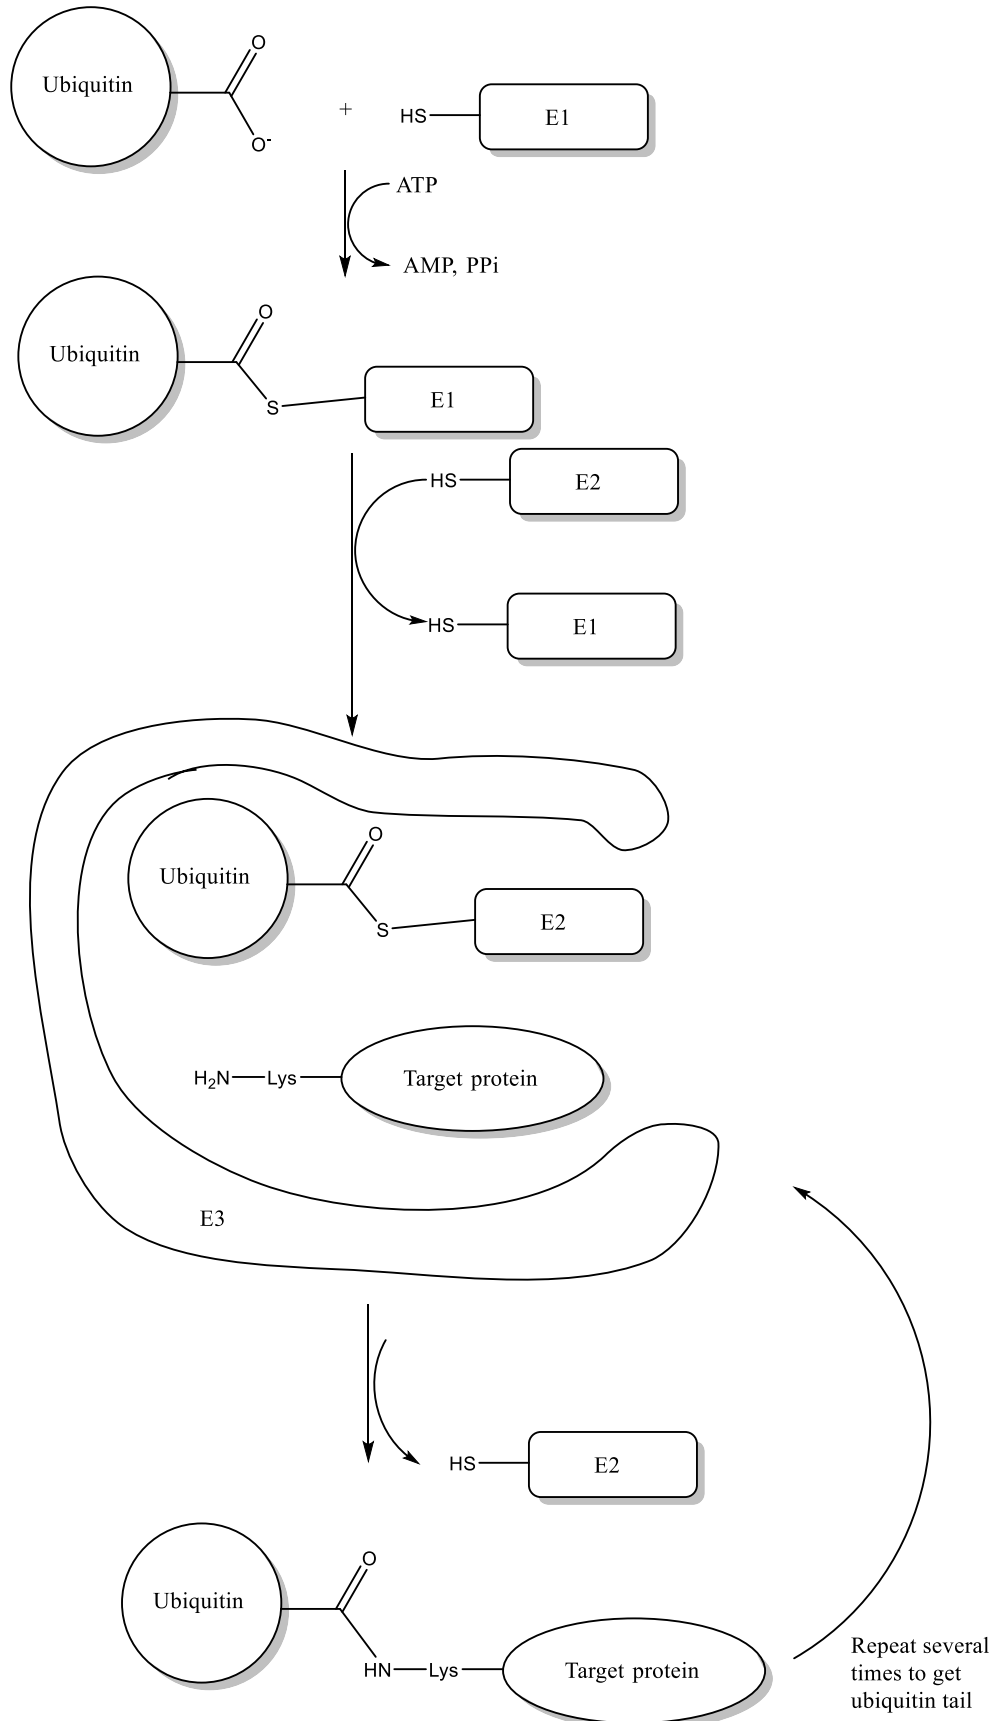 Ubiquitin
O
O-
+
HS
E1
ATP
AMP, PPi
Ubiquitin
O
S
E1
HS
E2
HS
E1
Ubiquitin
O
S
E2
H2N
Lys
Target protein
E3
HS
E2
Ubiquitin
O
HN
Lys
Target protein
Repeat several
times to get
ubiquitin tail